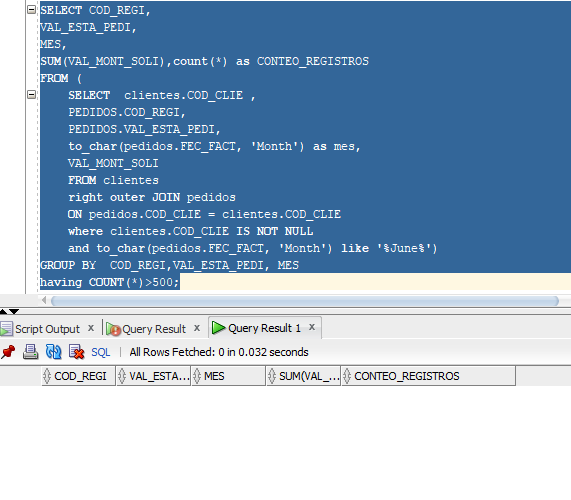 SELECT COD_REGI,
VAL_ESTA_PEDI,
MES,
SUM(VAL_MONT_SOLI),count(*) as CONTEO_REGISTROS
FROM (
SELECT clientes.COD_CLIE ,
PEDIDOS.COD_REGI,
PEDIDOS.VAL_ESTA_PEDI,
to_char(pedidos.FEC_FACT, 'Month') as mes,
VAL_MONT_SOLI
FROM clientes
right outer JOIN pedidos
ON pedidos.COD_CLIE = clientes.COD_CLIE
where clientes.COD_CLIE IS NOT NULL
and to_char(pedidos.FEC_FACT, 'Month') like '%June%')
GROUP BY COD_REGI,VAL_ESTA_PEDI, MES
having COUNT(*)>500;
Script Output x Query Result x Query Result 1 x
SQL | All Rows Fetched: 0 in 0.032 seconds
COD_REGI VAL_ESTA... MES SUM(VAL_... CONTEO_REGISTROS